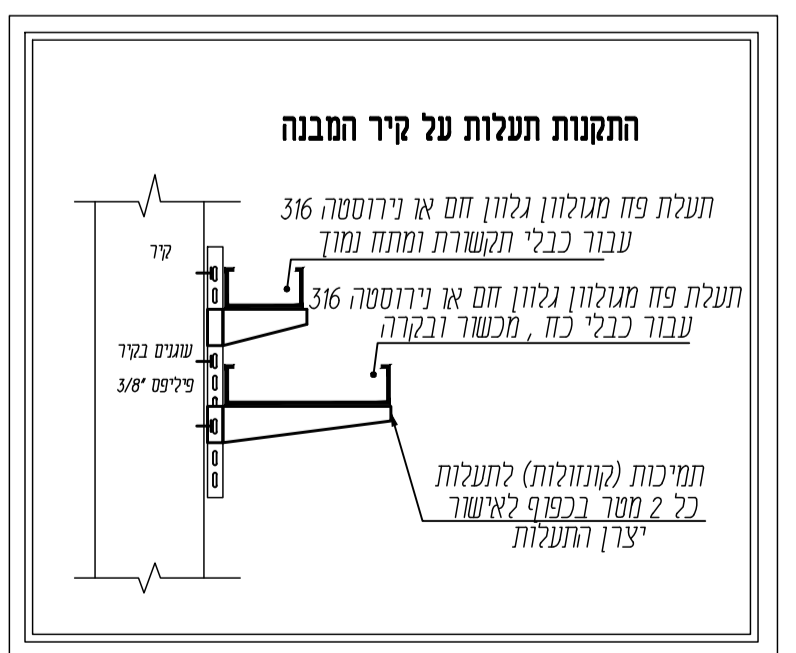 התקנות תעלות על קיר המבנה
תעלת פח מגולוון גלוון חם או נירוסטה 316
עבור כבלי תקשורת ומתח נמוך
קיר
תעלת פח מגולוון גלוון חם או נירוסטה 316
עבור כבלי כח , מכשור ובקרה
עוגנים בקיר
פיליפס "3/8
תמיכות (קונזולות) לתעלות
כל 2 מטר בכפוף לאישור
יצרן התעלות